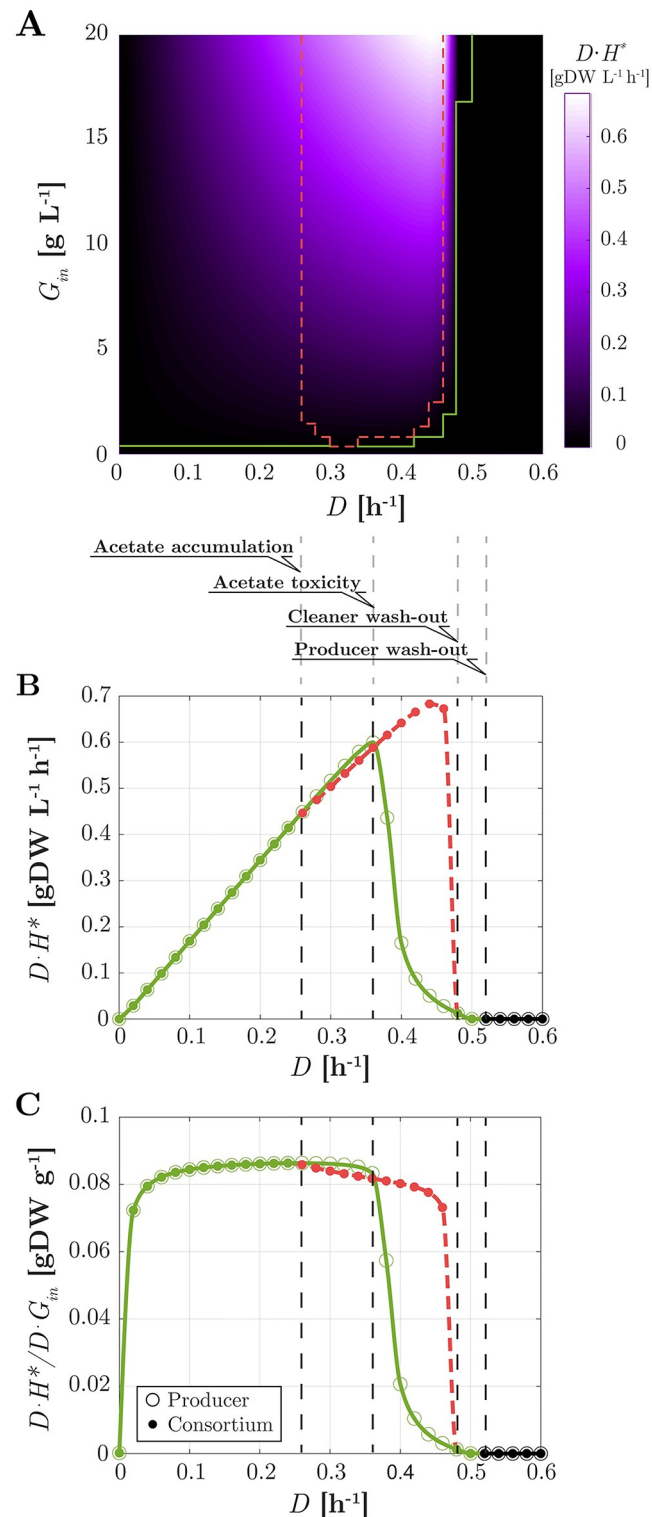 A
D·H*
[gDW L⁻¹ h⁻¹]
20
15
10
5
0
G_in [g L⁻¹]
0 0.1 0.2 0.3 0.4 0.5 0.6
D [h⁻¹]
0.6
0.5
0.4
0.3
0.2
0.1
0
Acetate accumulation
Acetate toxicity
Cleaner wash-out
Producer wash-out
B
0.7
0.6
0.5
0.4
0.3
0.2
0.1
0
D·H* [gDW L⁻¹ h⁻¹]
0 0.1 0.2 0.3 0.4 0.5 0.6
D [h⁻¹]
C
0.1
0.08
0.06
0.04
0.02
0
D·H*/D·G_in [gDW g⁻¹]
Producer
Consortium
0 0.1 0.2 0.3 0.4 0.5 0.6
D [h⁻¹]